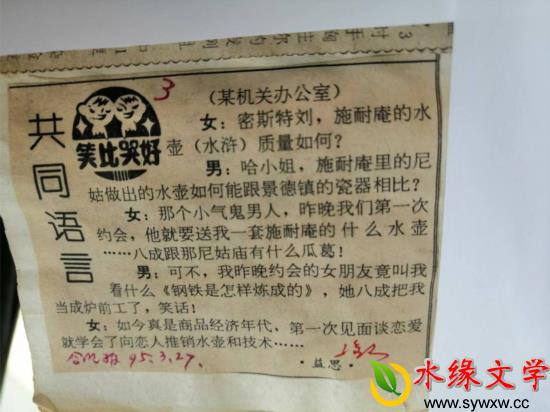 共同语言
笑比哭好
3
（某机关办公室）
女：密斯特刘，施耐庵的水
壶（水浒）质量如何？
男：哈小姐，施耐庵里的尼
姑做出的水壶如何能跟景德镇的瓷器相比？
女：那个小气鬼男人，昨晚我们第一次
约会，他就要送我一套施耐庵的什么水壶
……八成跟那尼姑庙有什么瓜葛！
男：可不，我昨晚约会的女朋友竟叫我
看什么《钢铁是怎样炼成的》，她八成把我
当成炉前工了，笑话！
女：如今真是商品经济年代，第一次见面谈恋爱
就学会了向恋人推销水壶和技术……
·益思·
95.3.27.
水缘文学
www.sywxw.cc